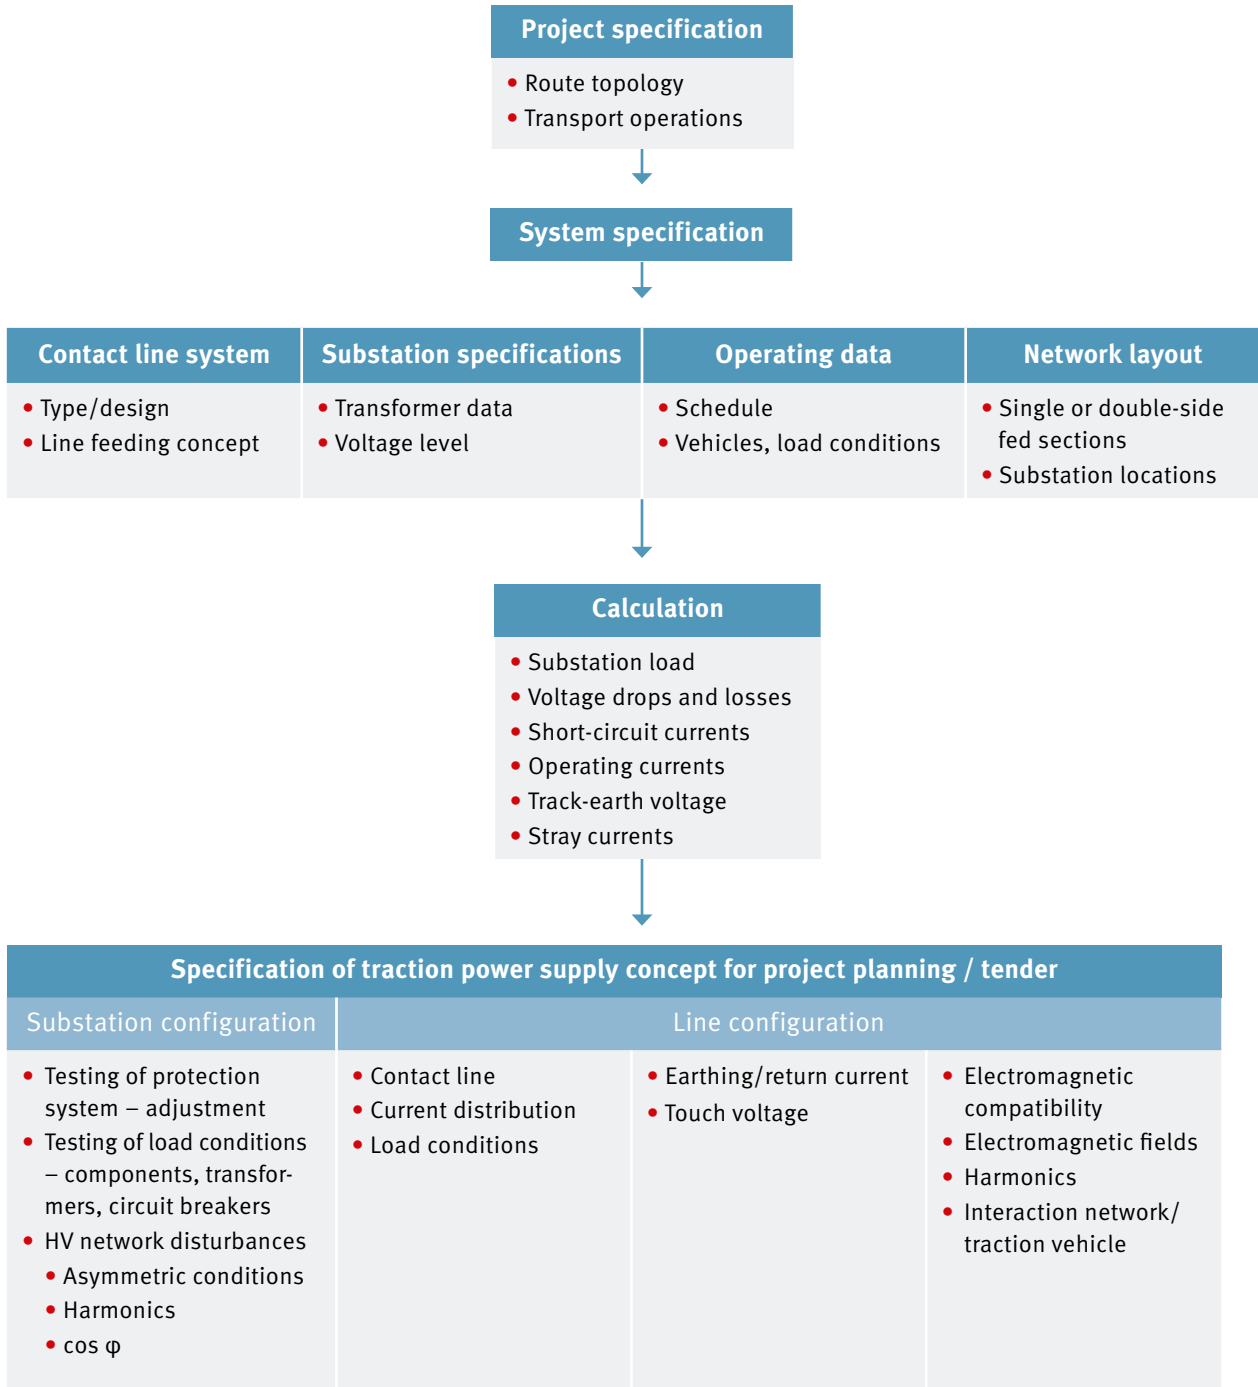 Project specification
• Route topology
• Transport operations
System specification
Contact line system
• Type/design
• Line feeding concept
Substation specifications
• Transformer data
• Voltage level
Operating data
• Schedule
• Vehicles, load conditions
Network layout
• Single or double-side
fed sections
• Substation locations
Calculation
• Substation load
• Voltage drops and losses
• Short-circuit currents
• Operating currents
• Track-earth voltage
• Stray currents
Specification of traction power supply concept for project planning / tender
Substation configuration
• Testing of protection
system – adjustment
• Testing of load conditions
– components, transfor-
mers, circuit breakers
• HV network disturbances
• Asymmetric conditions
• Harmonics
• cos φ
Line configuration
• Contact line
• Current distribution
• Load conditions
• Earthing/return current
• Touch voltage
• Electromagnetic
compatibility
• Electromagnetic fields
• Harmonics
• Interaction network/
traction vehicle